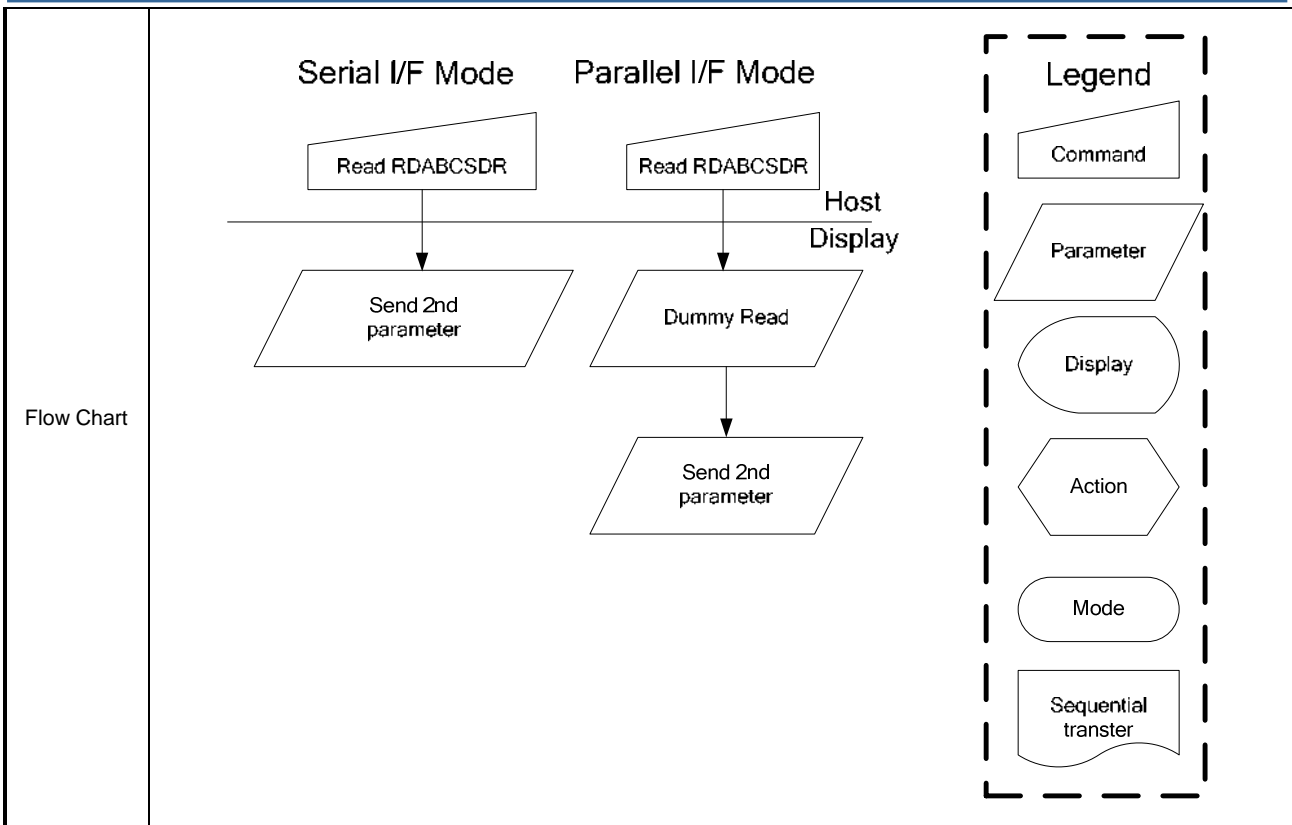 Flow Chart
Serial I/F Mode
Parallel I/F Mode
Read RDABCSDR
Read RDABCSDR
Host
Display
Send 2nd
parameter
Dummy Read
Send 2nd
parameter
Legend
Command
Parameter
Display
Action
Mode
Sequential
transter